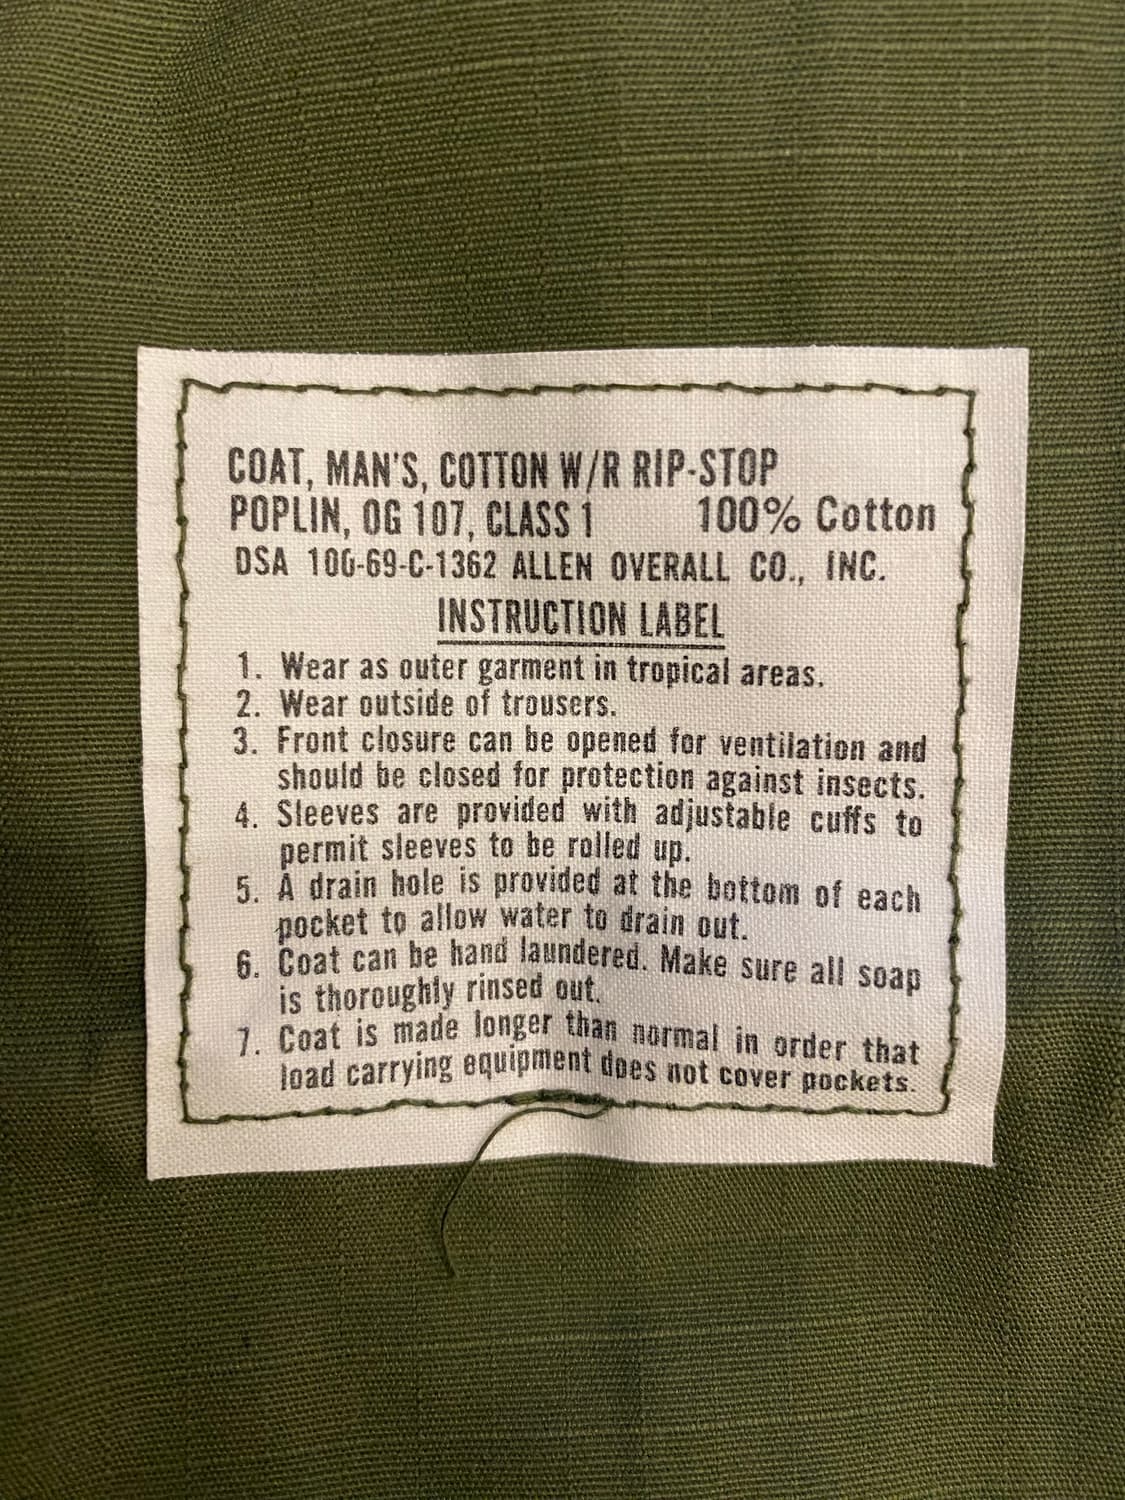 COAT, MAN'S, COTTON W/R RIP-STOP
POPLIN, OG 107, CLASS 1 100% Cotton
DSA 100-69-C-1362 ALLEN OVERALL CO., INC.
INSTRUCTION LABEL
1. Wear as outer garment in tropical areas.
2. Wear outside of trousers.
3. Front closure can be opened for ventilation and
should be closed for protection against insects.
4. Sleeves are provided with adjustable cuffs to
permit sleeves to be rolled up.
5. A drain hole is provided at the bottom of each
pocket to allow water to drain out.
6. Coat can be hand laundered. Make sure all soap
is thoroughly rinsed out.
7. Coat is made longer than normal in order that
load carrying equipment does not cover pockets.